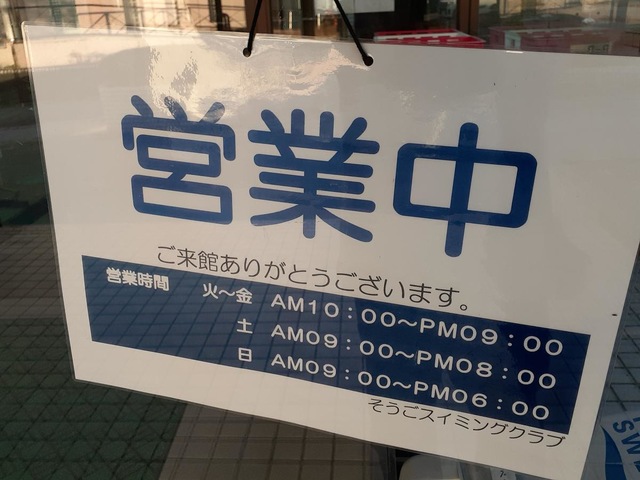 営業中
ご来館ありがとうございます。
営業時間 火~金 AM10:00~PM09:00
土 AM09:00~PM08:00
日 AM09:00~PM06:00
そうごスイミングクラブ